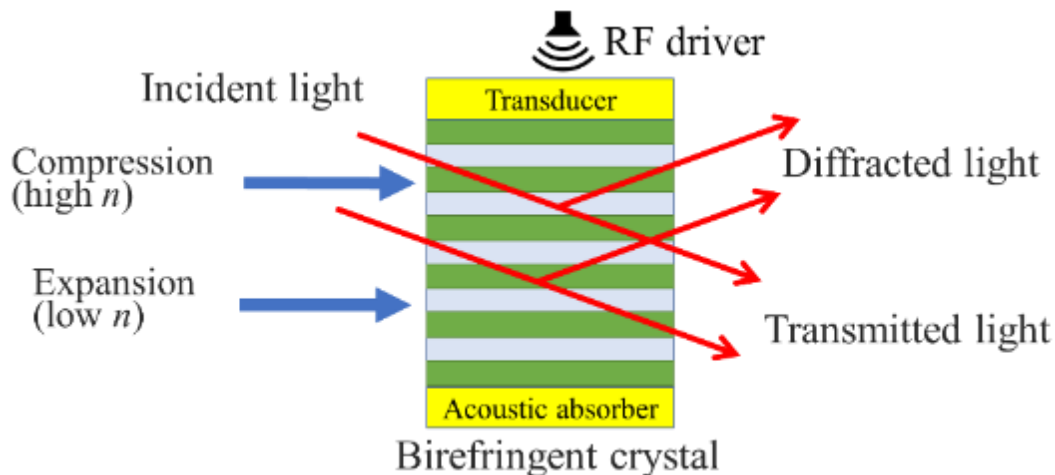 RF driver
Incident light
Transducer
Compression
(high n)
Diffracted light
Expansion
(low n)
Transmitted light
Acoustic absorber
Birefringent crystal